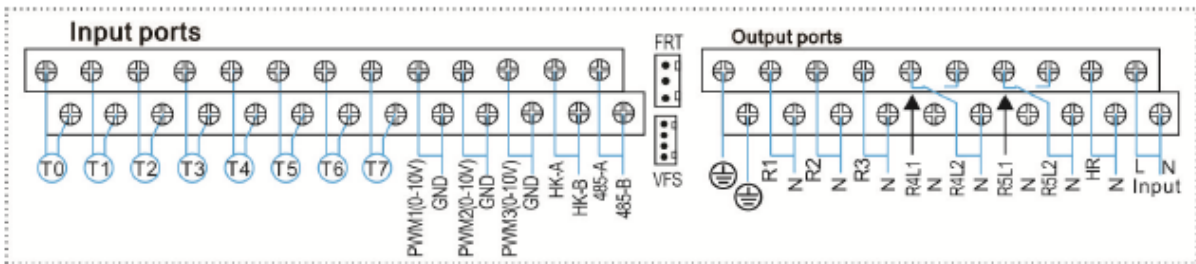 Input ports
FRT
Output ports
T0 T1 T2 T3 T4 T5 T6 T7
PWM1(0-10V)
GND
PWM2(0-10V)
GND
PWM3(0-10V)
GND
HK-A
HK-B
485-A
485-B
VFS
R1
N
R2
N
R3
N
R4L1
N
R4L2
N
R5L1
N
R5L2
N
HR
N
L N
Input